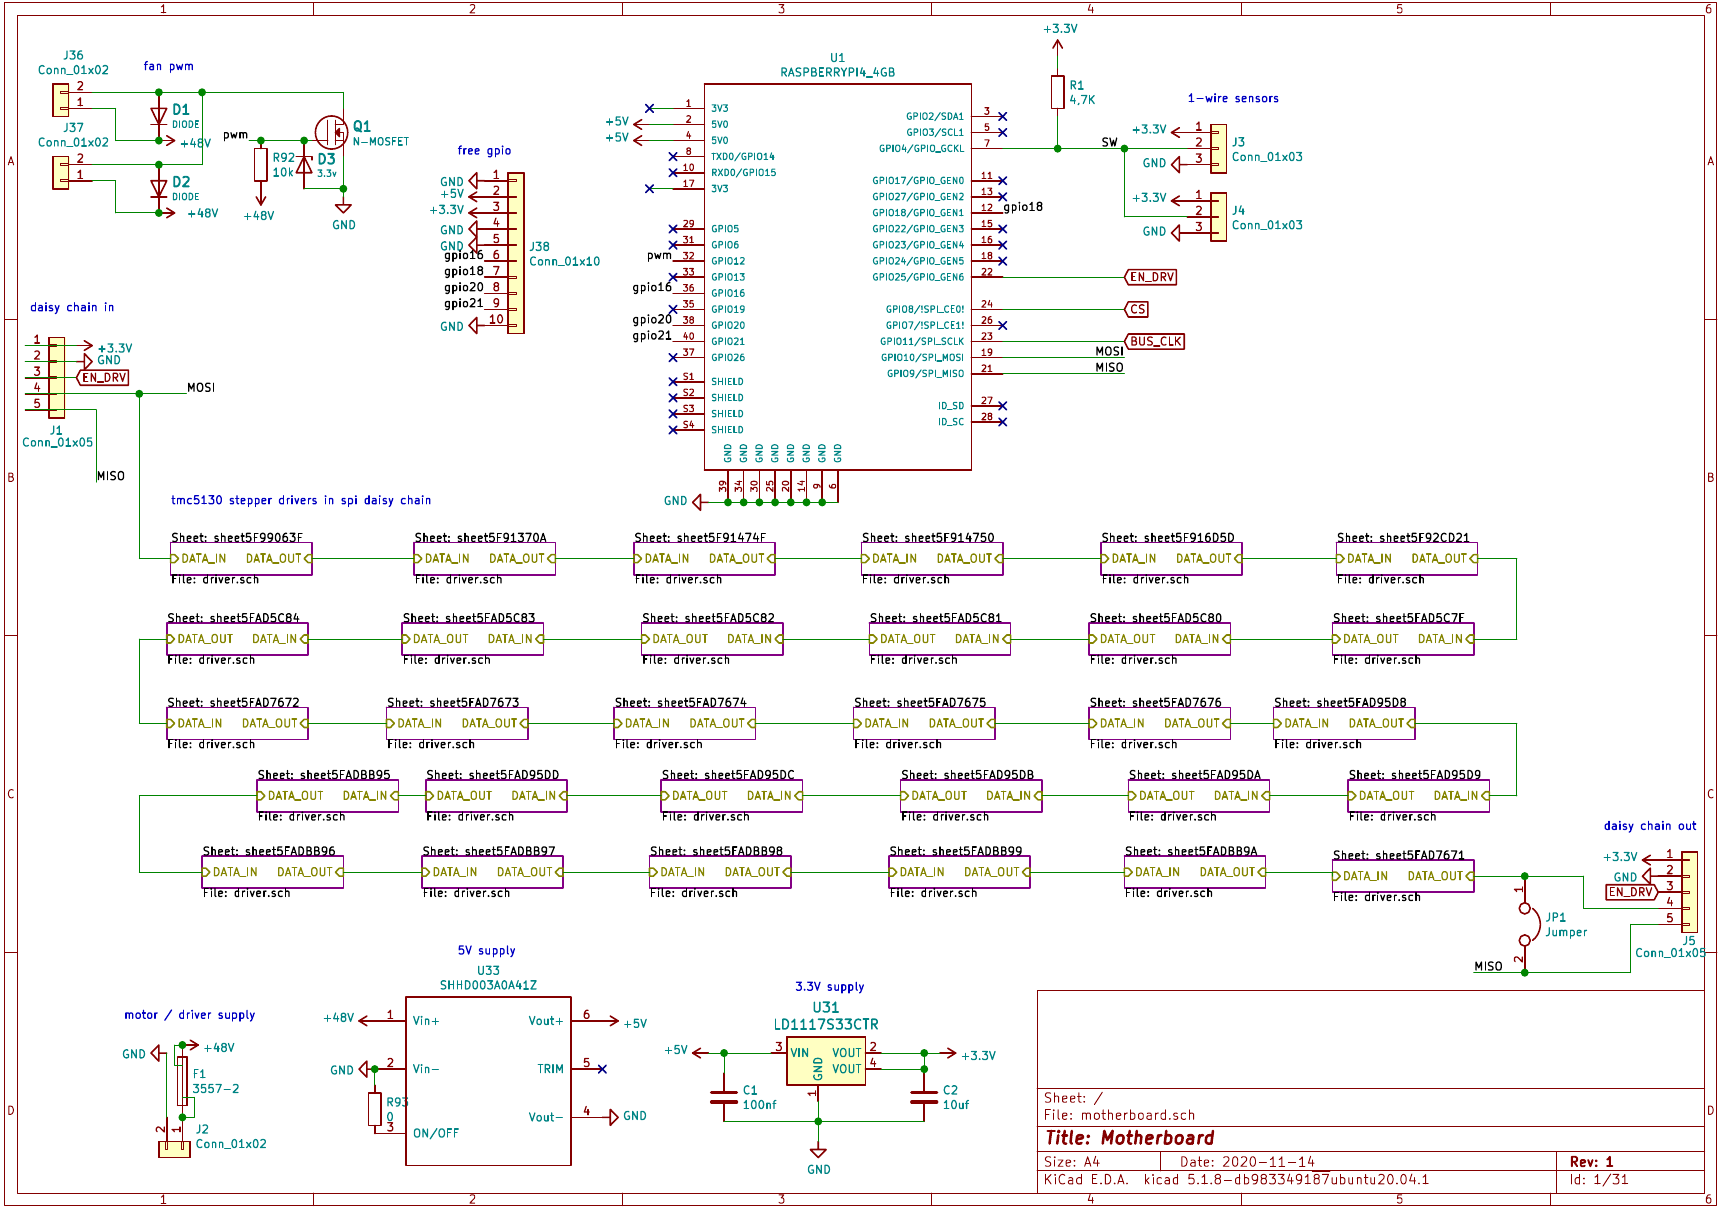 1 2 3 4 5 6
A B C D
A B C D
J36
Conn_01x02
fan pwm
2
1
D1
DIODE
+48V
J37
Conn_01x02
2
1
D2
DIODE
+48V
pwm
R92
10k
+48V
D3
3.3v
Q1
N-MOSFET
GND
free gpio
GND 1
+5V 2
+3.3V 3
GND 4
GND 5
gpio16 6
gpio18 7
gpio20 8
gpio21 9
GND 10
J38
Conn_01x10
U1
RASPBERRYPI4_4GB
1 3V3
+5V 2 5V0
+5V 4 5V0
8 TXD0/GPIO14
10 RXD0/GPIO15
17 3V3
29 GPIO5
31 GPIO6
pwm 32 GPIO12
33 GPIO13
gpio16 36 GPIO16
35 GPIO19
gpio20 38 GPIO20
gpio21 40 GPIO21
37 GPIO26
S1 SHIELD
S2 SHIELD
S3 SHIELD
S4 SHIELD
GPIO2/SDA1 3
GPIO3/SCL1 5
GPIO4/GPIO_GCKL 7
GPIO17/GPIO_GEN0 11
GPIO27/GPIO_GEN2 13
GPIO18/GPIO_GEN1 12 gpio18
GPIO22/GPIO_GEN3 15
GPIO23/GPIO_GEN4 16
GPIO24/GPIO_GEN5 18
GPIO25/GPIO_GEN6 22 EN_DRV
GPIO8/!SPI_CE0! 24 CS
GPIO7/!SPI_CE1! 26
GPIO11/SPI_SCLK 23 BUS_CLK
GPIO10/SPI_MOSI 19 MOSI
GPIO9/SPI_MISO 21 MISO
ID_SD 27
ID_SC 28
GND GND GND GND GND GND GND GND
39 34 30 25 20 14 9 6
GND
+3.3V
R1
4,7K
1-wire sensors
SW
+3.3V 1
2
GND 3
J3
Conn_01x03
+3.3V 1
2
GND 3
J4
Conn_01x03
daisy chain in
1 +3.3V
2 GND
3 EN_DRV
4 MOSI
5
J1
Conn_01x05
MISO
tmc5130 stepper drivers in spi daisy chain
Sheet: sheet5F99063F Sheet: sheet5F91370A Sheet: sheet5F91474F Sheet: sheet5F914750 Sheet: sheet5F916D5D Sheet: sheet5F92CD21
DATA_IN DATA_OUT DATA_IN DATA_OUT DATA_IN DATA_OUT DATA_IN DATA_OUT DATA_IN DATA_OUT DATA_IN DATA_OUT
File: driver.sch File: driver.sch File: driver.sch File: driver.sch File: driver.sch File: driver.sch
Sheet: sheet5FAD5C84 Sheet: sheet5FAD5C83 Sheet: sheet5FAD5C82 Sheet: sheet5FAD5C81 Sheet: sheet5FAD5C80 Sheet: sheet5FAD5C7F
DATA_OUT DATA_IN DATA_OUT DATA_IN DATA_OUT DATA_IN DATA_OUT DATA_IN DATA_OUT DATA_IN DATA_OUT DATA_IN
File: driver.sch File: driver.sch File: driver.sch File: driver.sch File: driver.sch File: driver.sch
Sheet: sheet5FAD7672 Sheet: sheet5FAD7673 Sheet: sheet5FAD7674 Sheet: sheet5FAD7675 Sheet: sheet5FAD7676 Sheet: sheet5FAD95D8
DATA_IN DATA_OUT DATA_IN DATA_OUT DATA_IN DATA_OUT DATA_IN DATA_OUT DATA_IN DATA_OUT DATA_IN DATA_OUT
File: driver.sch File: driver.sch File: driver.sch File: driver.sch File: driver.sch File: driver.sch
Sheet: sheet5FADBB95 Sheet: sheet5FAD95DD Sheet: sheet5FAD95DC Sheet: sheet5FAD95DB Sheet: sheet5FAD95DA Sheet: sheet5FAD95D9
DATA_OUT DATA_IN DATA_OUT DATA_IN DATA_OUT DATA_IN DATA_OUT DATA_IN DATA_OUT DATA_IN DATA_OUT DATA_IN
File: driver.sch File: driver.sch File: driver.sch File: driver.sch File: driver.sch File: driver.sch
Sheet: sheet5FADBB96 Sheet: sheet5FADBB97 Sheet: sheet5FADBB98 Sheet: sheet5FADBB99 Sheet: sheet5FADBB9A Sheet: sheet5FAD7671
DATA_IN DATA_OUT DATA_IN DATA_OUT DATA_IN DATA_OUT DATA_IN DATA_OUT DATA_IN DATA_OUT DATA_IN DATA_OUT
File: driver.sch File: driver.sch File: driver.sch File: driver.sch File: driver.sch File: driver.sch
daisy chain out
+3.3V 1
GND 2
EN_DRV 3
4
5
J5
Conn_01x05
1
JP1
Jumper
2
MISO
motor / driver supply
GND
+48V
F1
3557-2
2 1
J2
Conn_01x02
5V supply
U33
SHHD003A0A41Z
+48V 1 Vin+
GND 2 Vin-
R93
0
3 ON/OFF
Vout+ 6 +5V
TRIM 5
Vout- 4 GND
3.3V supply
U31
LD1117S33CTR
+5V 3 VIN
VOUT 2 +3.3V
VOUT 4
GND
1
C1
100nf
C2
10uf
GND
Sheet: /
File: motherboard.sch
Title: Motherboard
Size: A4 Date: 2020-11-14 Rev: 1
KiCad E.D.A. kicad 5.1.8-db983349187ubuntu20.04.1 Id: 1/31
1 2 3 4 5 6